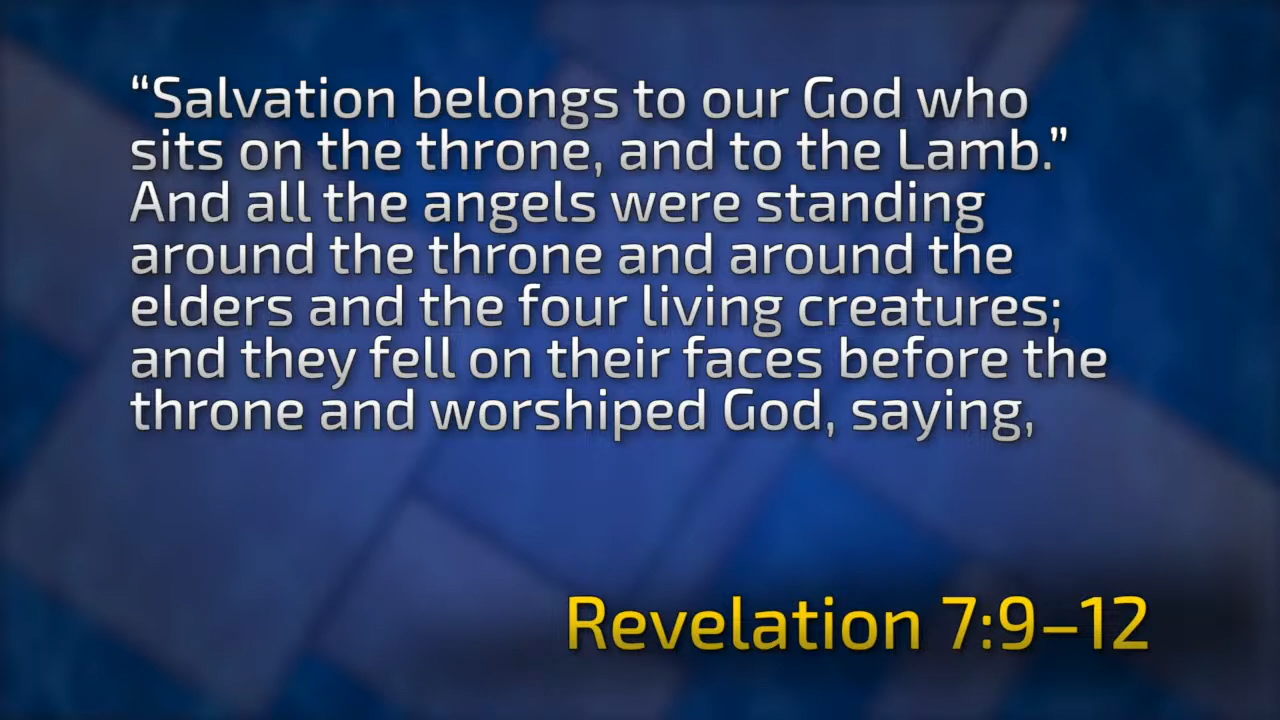 “Salvation belongs to our God who
sits on the throne, and to the Lamb.”
And all the angels were standing
around the throne and around the
elders and the four living creatures;
and they fell on their faces before the
throne and worshiped God, saying,
Revelation 7:9–12